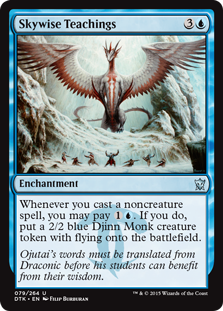 Skywise Teachings 3
Enchantment
Whenever you cast a noncreature
spell, you may pay 1 . If you do,
put a 2/2 blue Djinn Monk creature
token with flying onto the battlefield.
Ojutai's words must be translated from
Draconic before his students can benefit
from their wisdom.
079/264 U
DTK • EN Filip Burburan
™ & © 2015 Wizards of the Coast